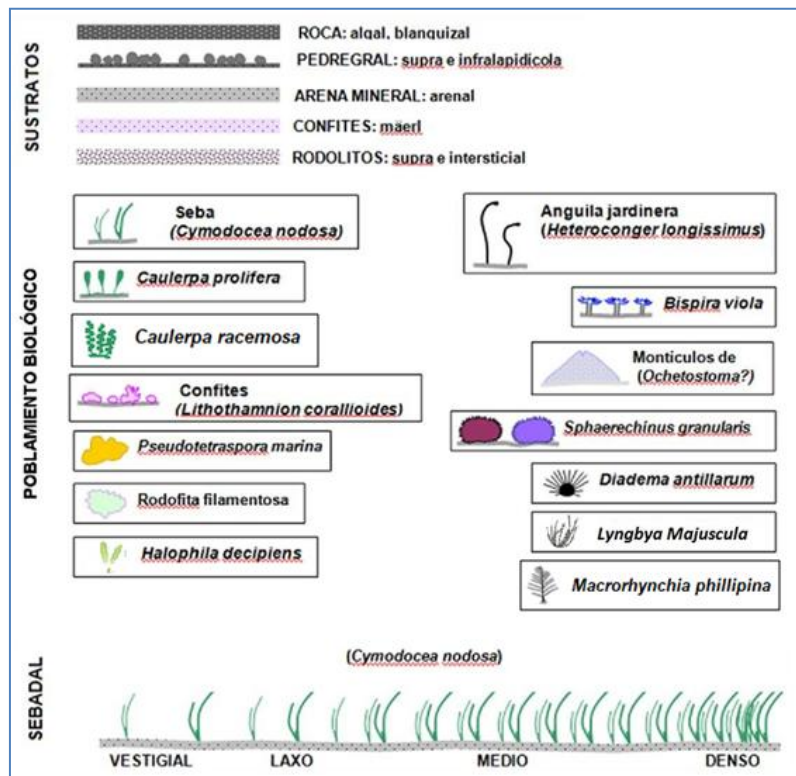 SUSTRATOS
ROCA: algal, blanquizal
PEDREGRAL: supra e infralapidícola
ARENA MINERAL: arenal
CONFITES: mäerl
RODOLITOS: supra e intersticial
POBLAMIENTO BIOLÓGICO
Seba
(Cymodocea nodosa)
Caulerpa prolifera
Caulerpa racemosa
Confites
(Lithothamnion corallioides)
Pseudotetraspora marina
Rodofita filamentosa
Halophila decipiens
Anguila jardinera
(Heteroconger longissimus)
Bispira viola
Monticulos de
(Ochetostoma?)
Sphaerechinus granularis
Diadema antillarum
Lyngbya Majuscula
Macrorhynchia phillipina
SEBADAL
(Cymodocea nodosa)
VESTIGIAL LAXO MEDIO DENSO